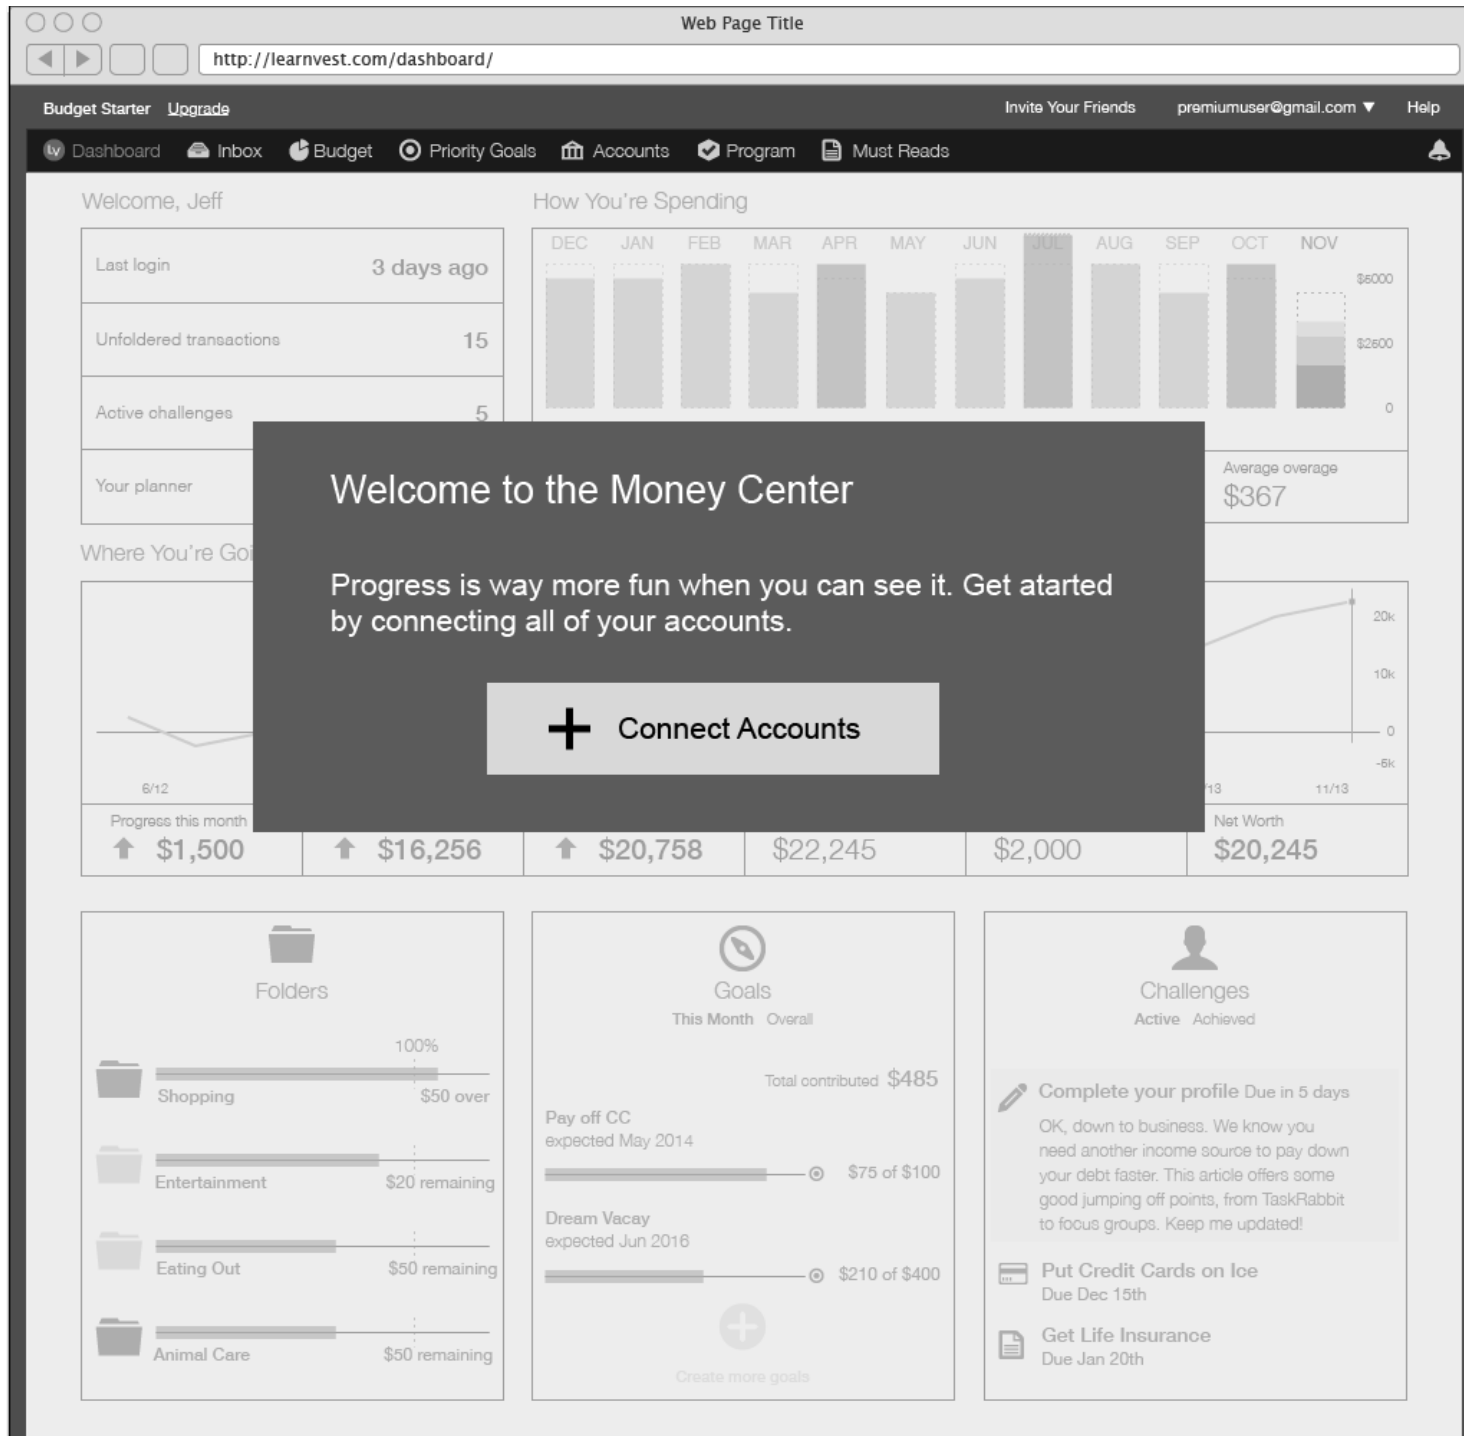 Web Page Title
http://learnvest.com/dashboard/
Budget Starter Upgrade Invite Your Friends premiumuser@gmail.com ▼ Help
lv Dashboard Inbox Budget Priority Goals Accounts Program Must Reads
Welcome, Jeff
Last login 3 days ago
Unfoldered transactions 15
Active challenges 5
Your planner
How You're Spending
DEC JAN FEB MAR APR MAY JUN JUL AUG SEP OCT NOV
$5000
$2500
0
Average overage
$367
Welcome to the Money Center
Progress is way more fun when you can see it. Get atarted
by connecting all of your accounts.
Connect Accounts
Where You're Goi
20k
10k
0
-5k
6/12 /13 11/13
Progress this month Net Worth
$1,500 $16,256 $20,758 $22,245 $2,000 $20,245
Folders
100%
Shopping $50 over
Entertainment $20 remaining
Eating Out $50 remaining
Animal Care $50 remaining
Goals
This Month Overall
Total contributed $485
Pay off CC
expected May 2014
$75 of $100
Dream Vacay
expected Jun 2016
$210 of $400
Create more goals
Challenges
Active Achieved
Complete your profile Due in 5 days
OK, down to business. We know you
need another income source to pay down
your debt faster. This article offers some
good jumping off points, from TaskRabbit
to focus groups. Keep me updated!
Put Credit Cards on Ice
Due Dec 15th
Get Life Insurance
Due Jan 20th